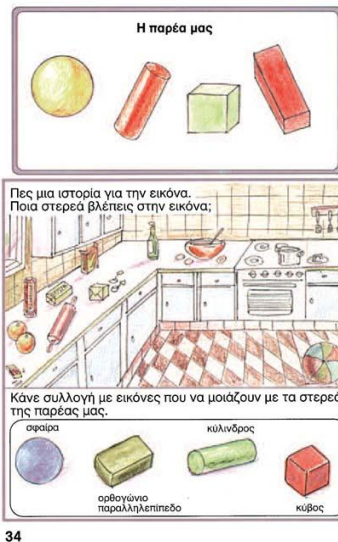 Η παρέα μας
Πες μια ιστορία για την εικόνα.
Ποια στερεά βλέπεις στην εικόνα;
Κάνε συλλογή με εικόνες που να μοιάζουν με τα στερεά
της παρέας μας.
σφαίρα
κύλινδρος
ορθογώνιο
παραλληλεπίπεδο
κύβος
34